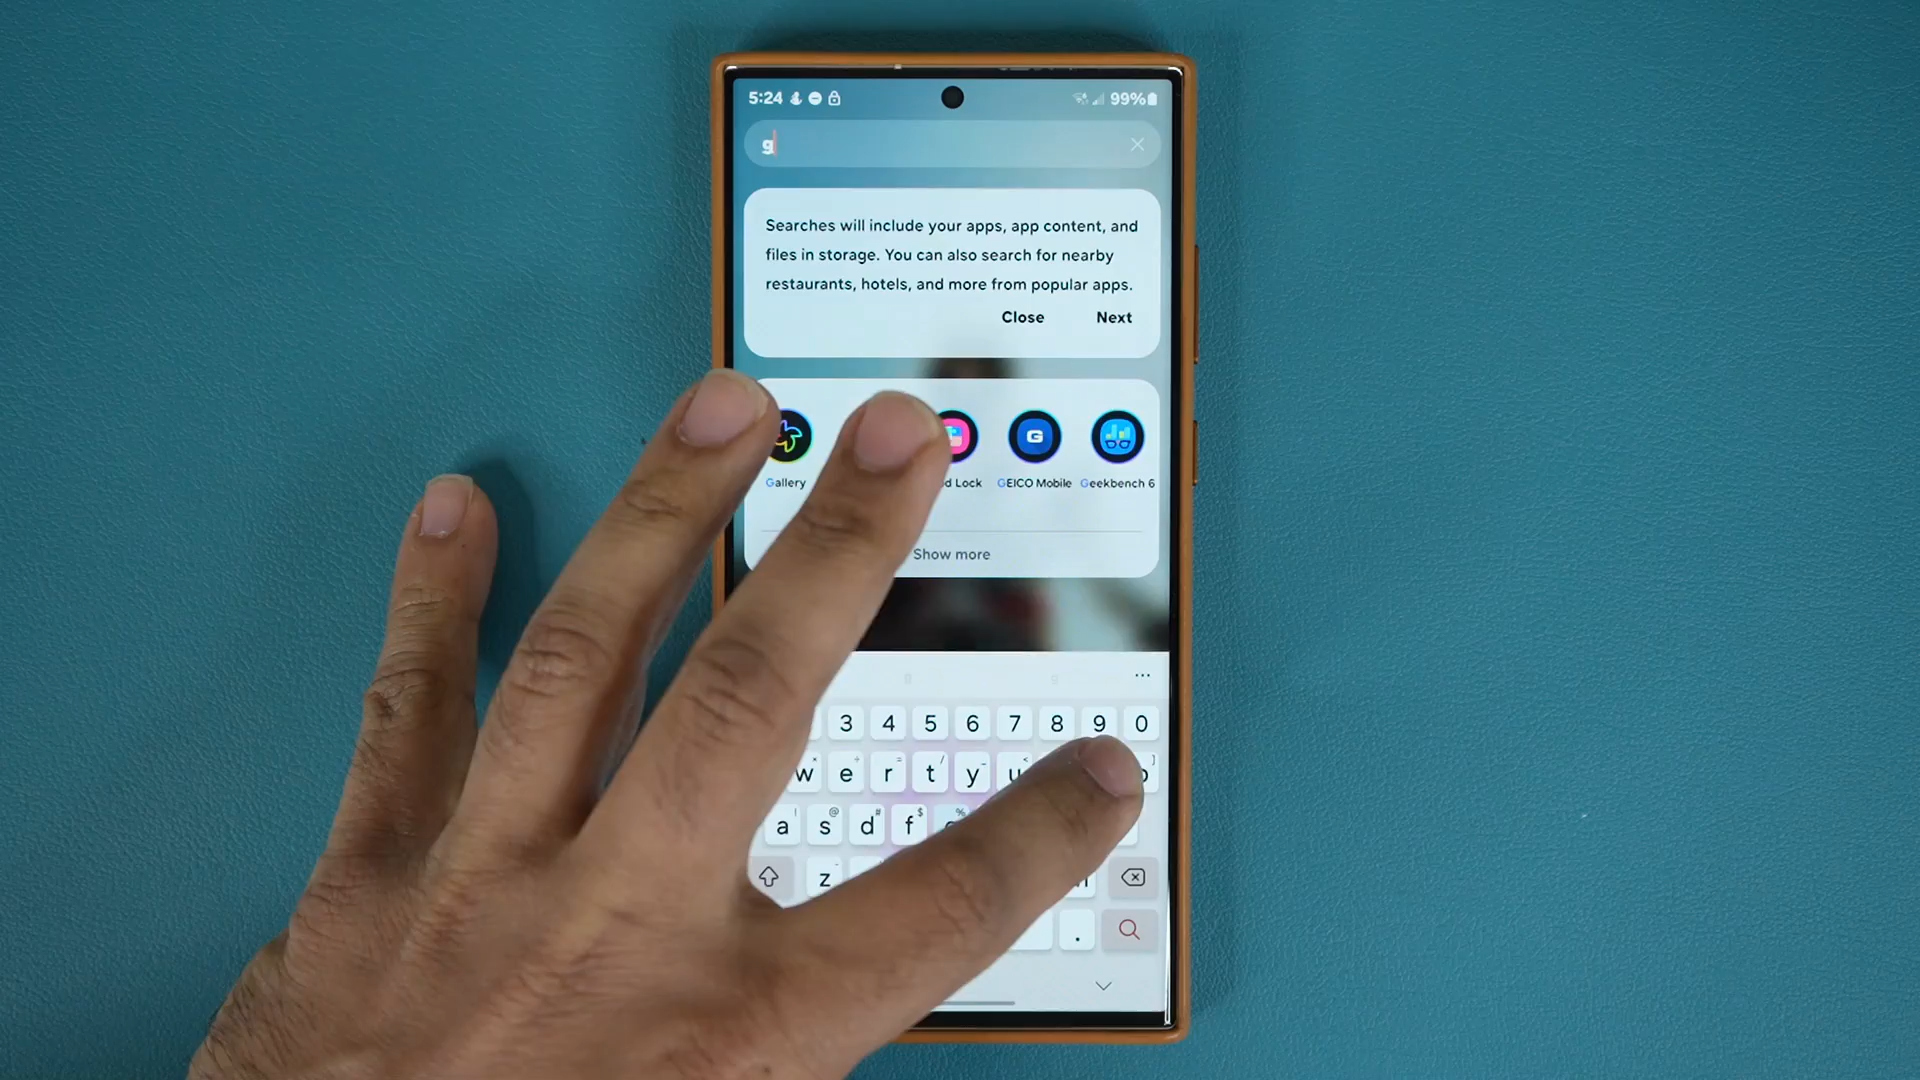 5:24
99%
g
Searches will include your apps, app content, and
files in storage. You can also search for nearby
restaurants, hotels, and more from popular apps.
Close Next
G
Gallery d Lock GEICO Mobile Geekbench 6
Show more
g g
3 4 5 6 7 8 9 0
w e r t y u
a s d f
z
.